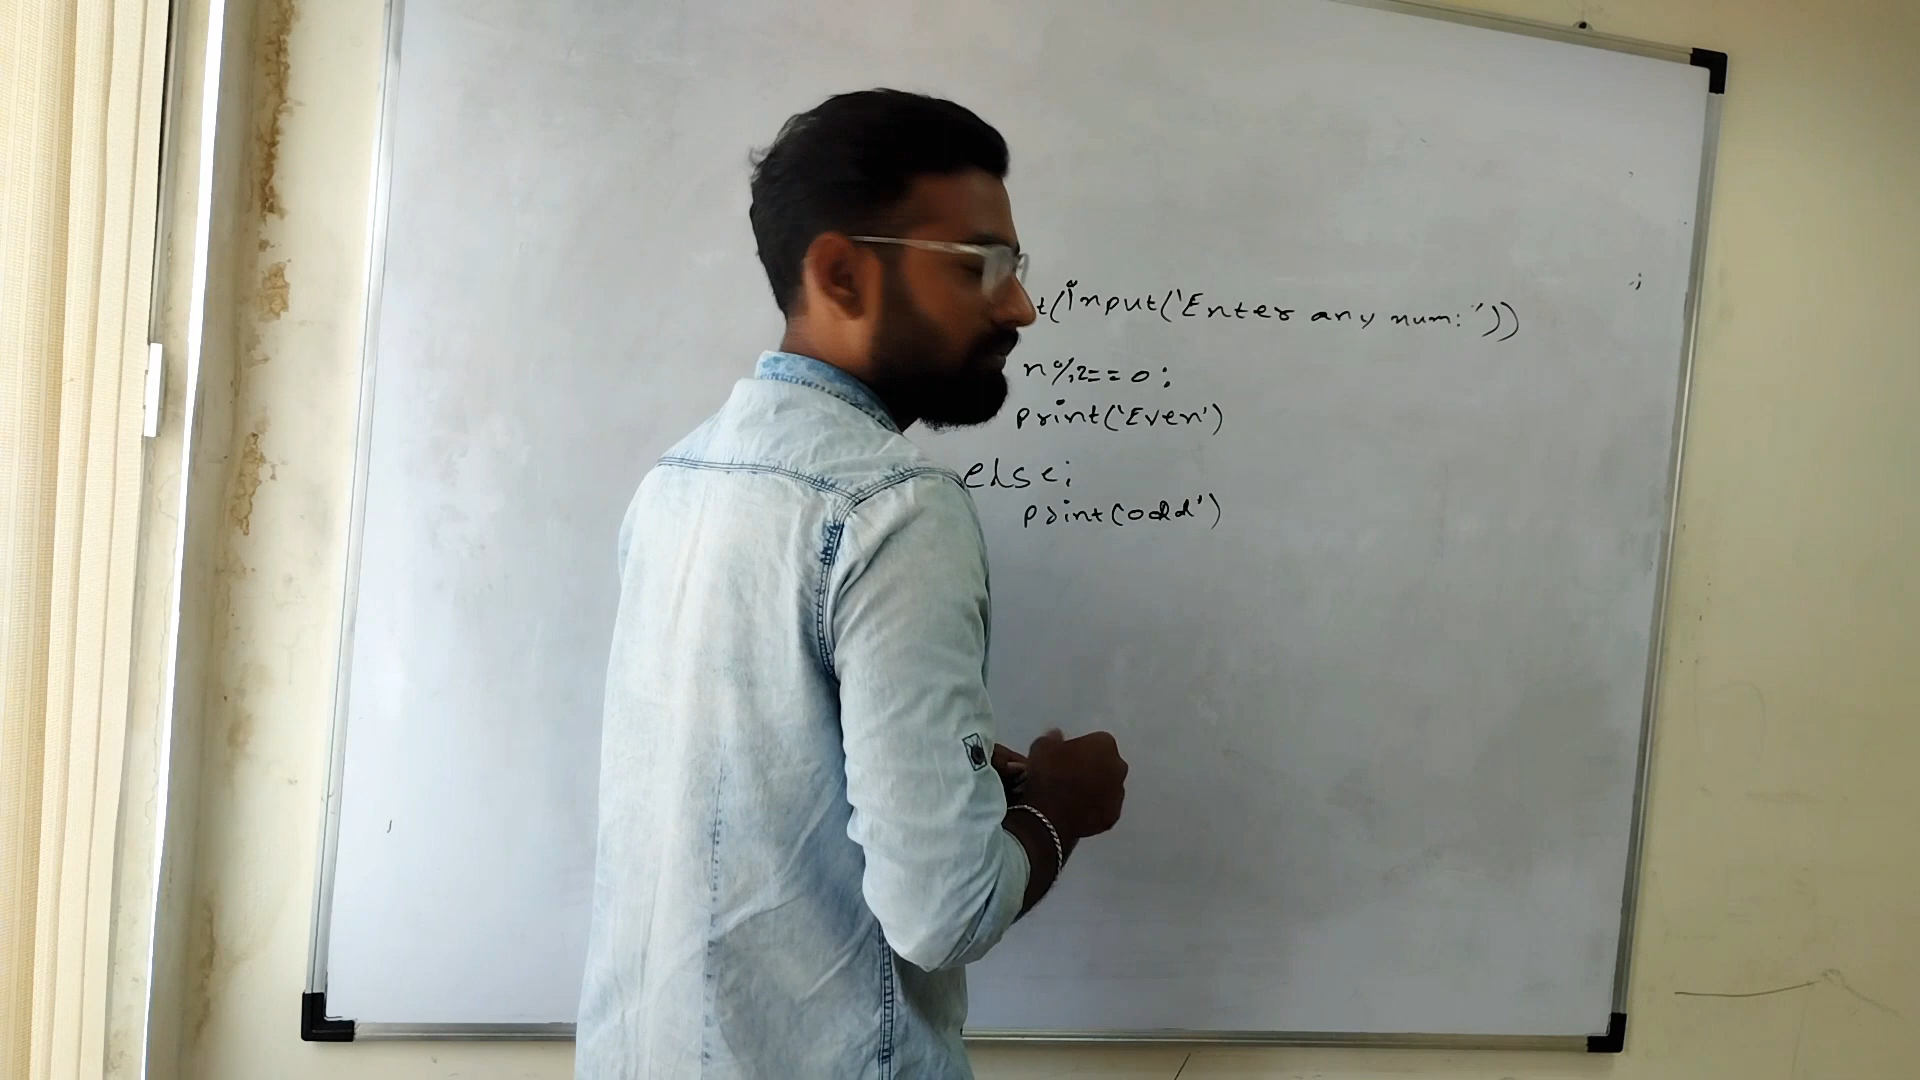 t(input('Enter any num:'))
n%2==0:
print('Even')
else:
print(odd')